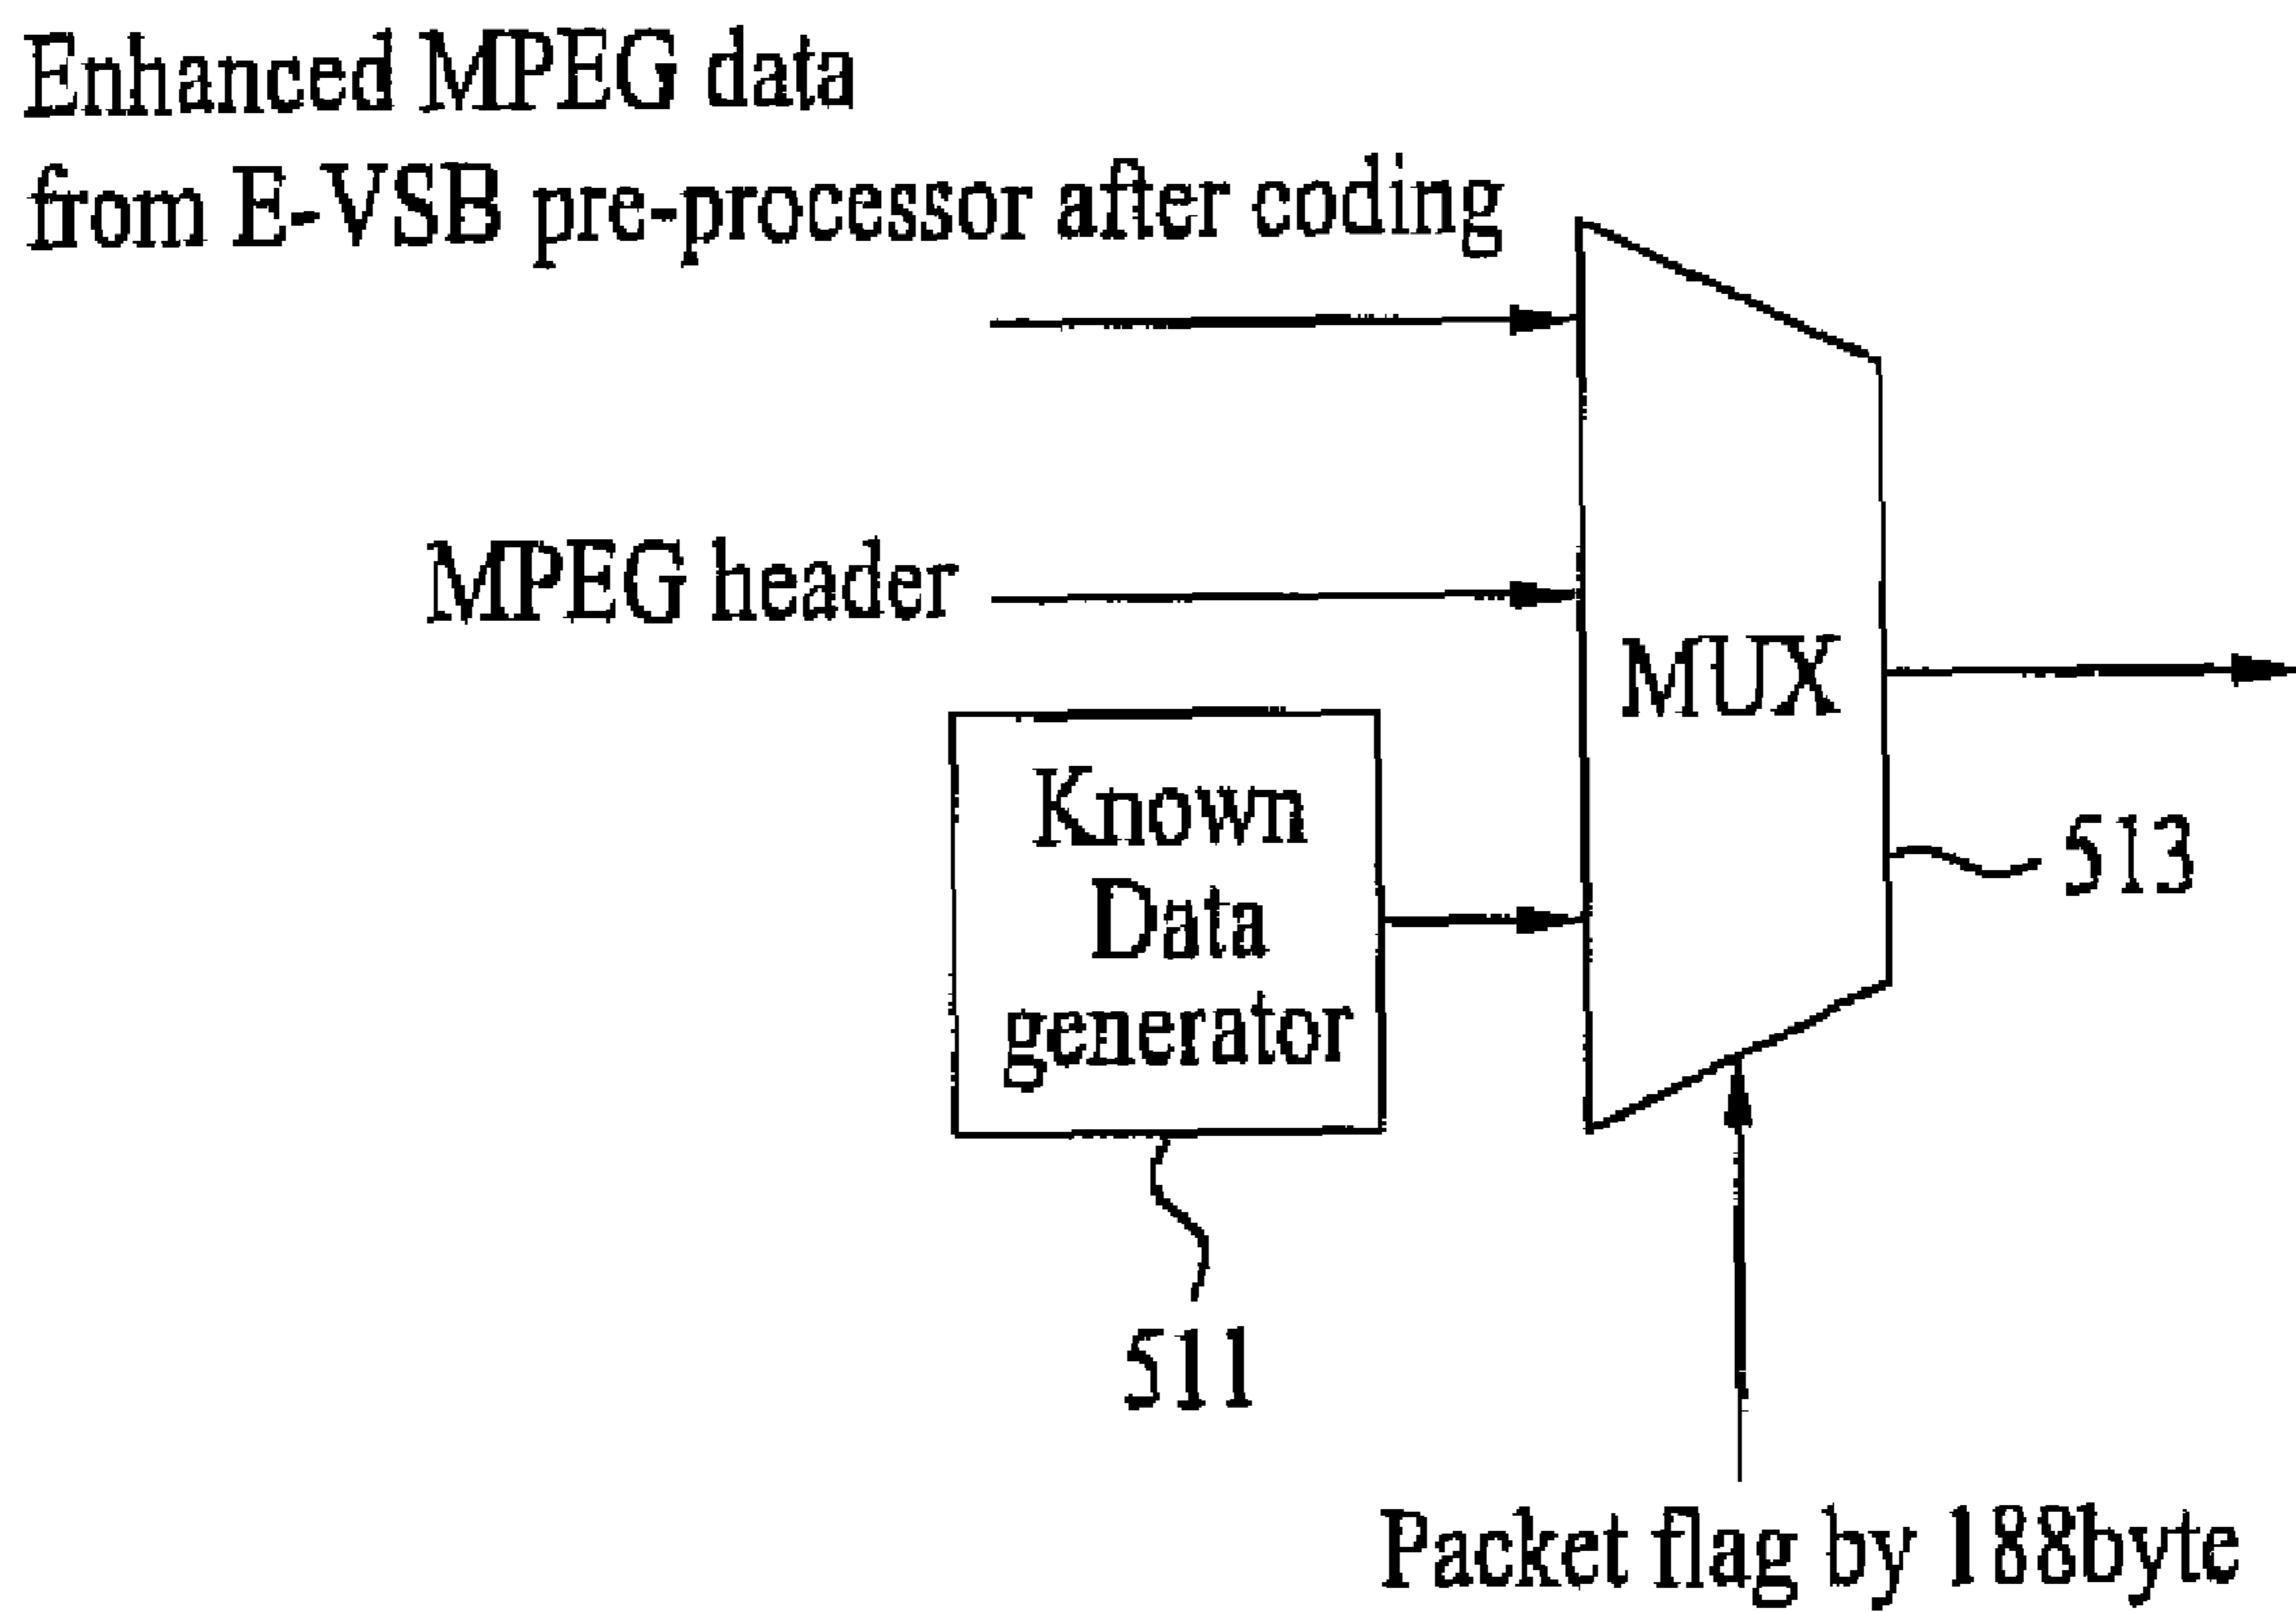 Enhanced MPEG data
from E-VSB pre-processor after coding
MPEG header
MUX
Known
Data
generator
513
511
Packet flag by 188byte